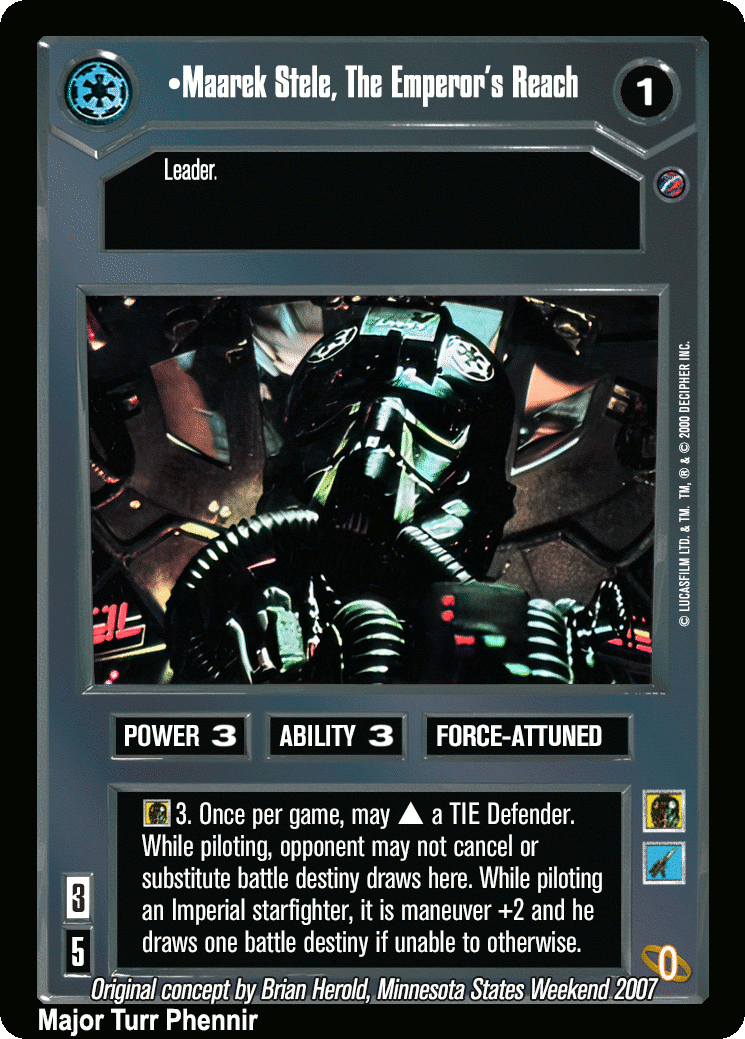 •Maarek Stele, The Emperor's Reach
1
Leader.
© LUCASFILM LTD. & TM. TM, ® & © 2000 DECIPHER INC.
POWER 3
ABILITY 3
FORCE-ATTUNED
3. Once per game, may ▲ a TIE Defender.
While piloting, opponent may not cancel or
substitute battle destiny draws here. While piloting
an Imperial starfighter, it is maneuver +2 and he
draws one battle destiny if unable to otherwise.
3
5
0
Original concept by Brian Herold, Minnesota States Weekend 2007
Major Turr Phennir